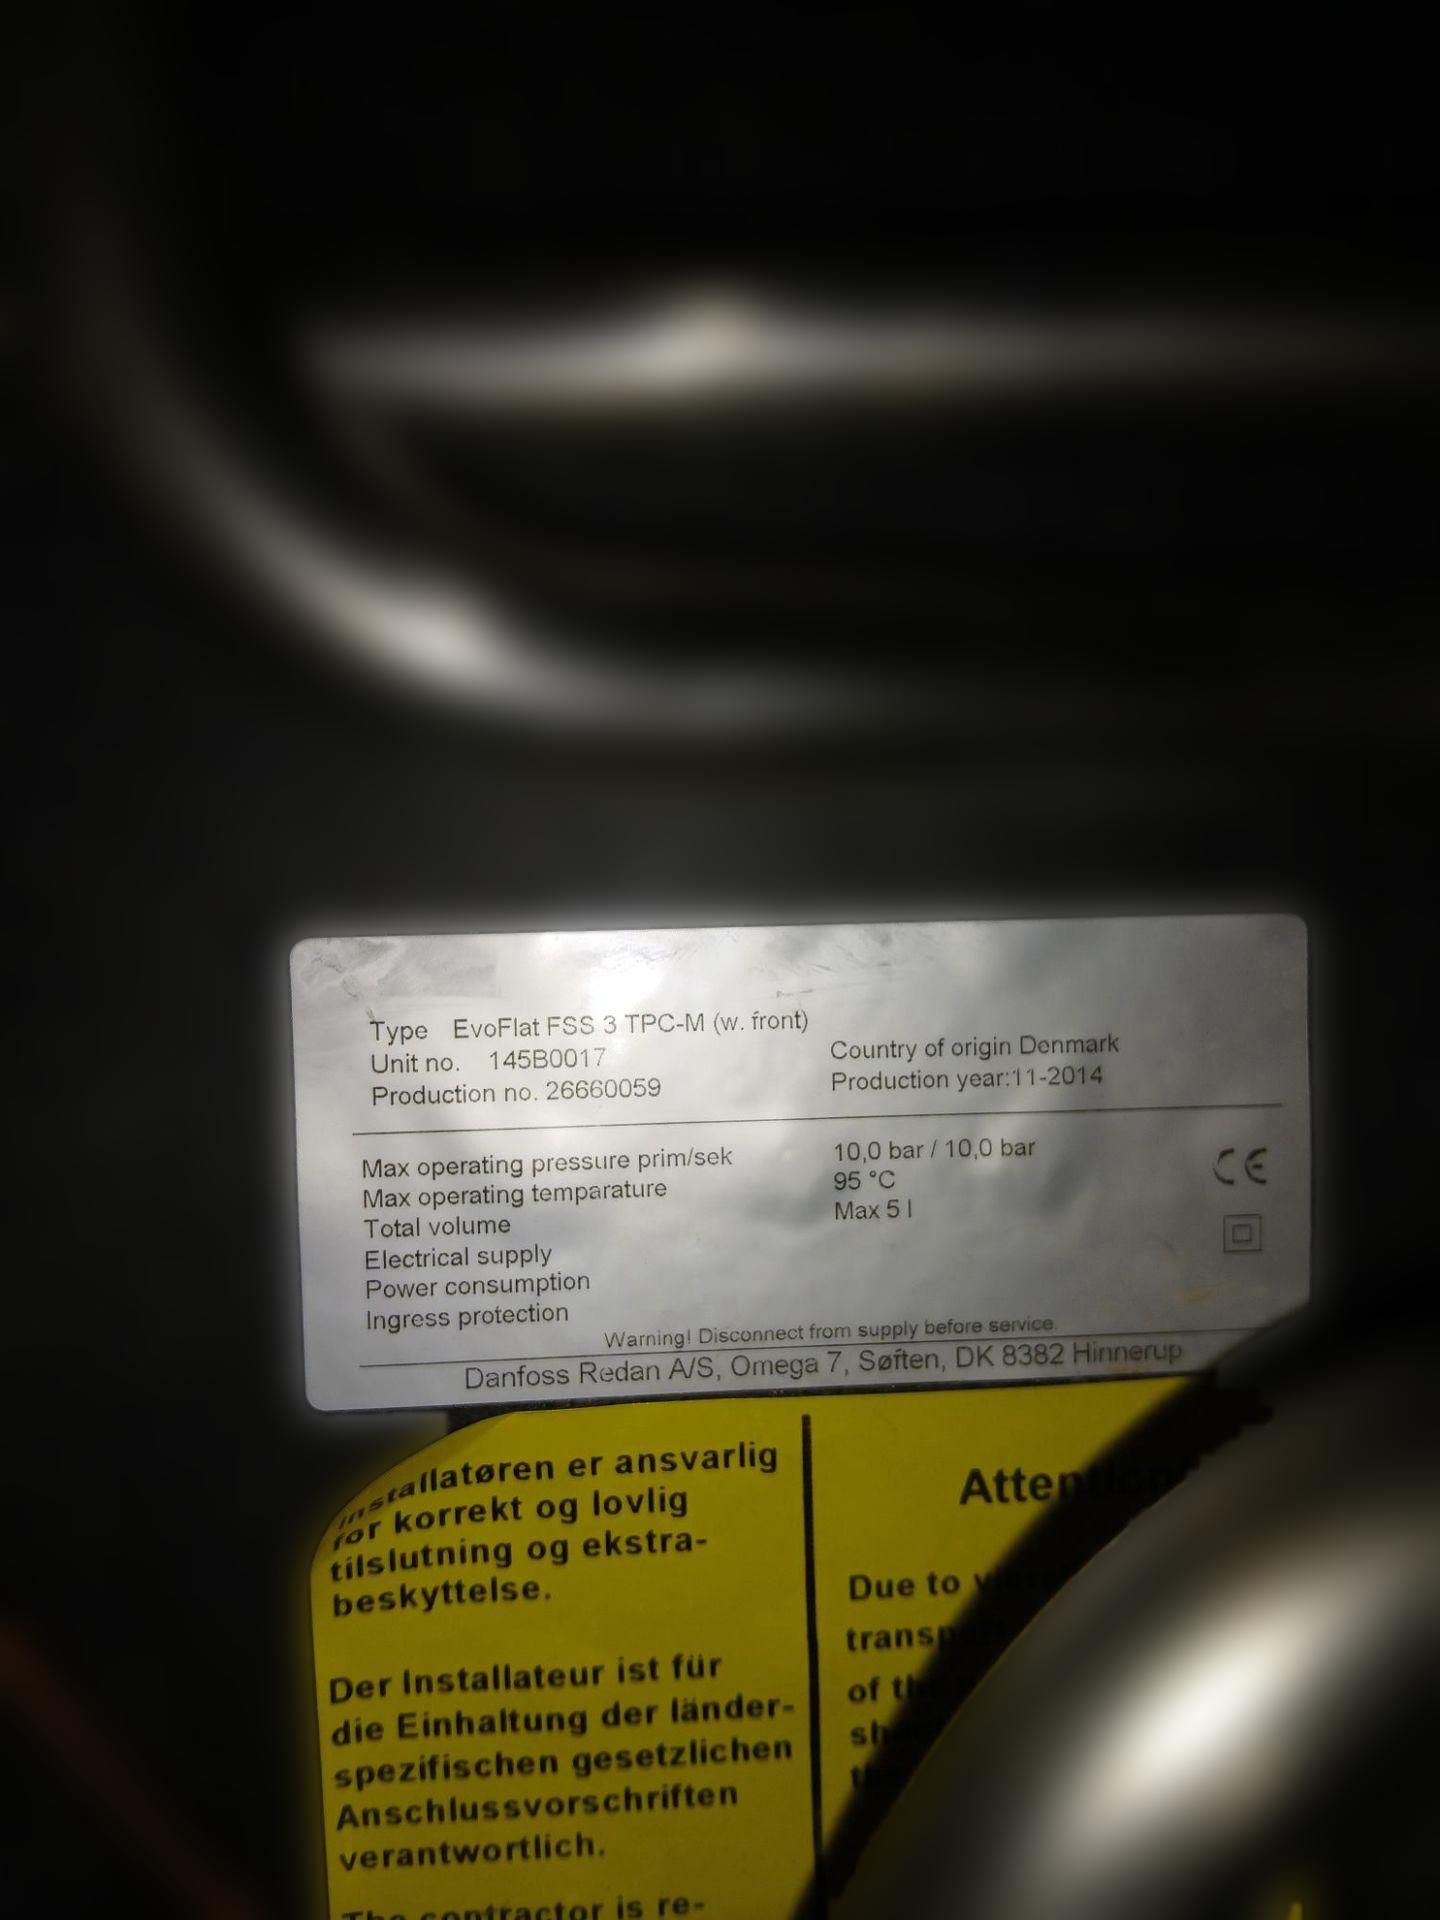 Type EvoFlat FSS 3 TPC-M (w. front)
Unit no. 145B0017
Production no. 26660059
Country of origin Denmark
Production year:11-2014
Max operating pressure prim/sek 10,0 bar / 10,0 bar
Max operating temparature 95 °C
Total volume Max 5 l
Electrical supply
Power consumption
Ingress protection
CE
Warning! Disconnect from supply before service.
Danfoss Redan A/S, Omega 7, Søften, DK 8382 Hinnerup
Installatøren er ansvarlig
for korrekt og lovlig
tilslutning og ekstra-
beskyttelse.
Der Installateur ist für
die Einhaltung der länder-
spezifischen gesetzlichen
Anschlussvorschriften
verantwortlich.
The contractor is re-
Attention!
Due to
of